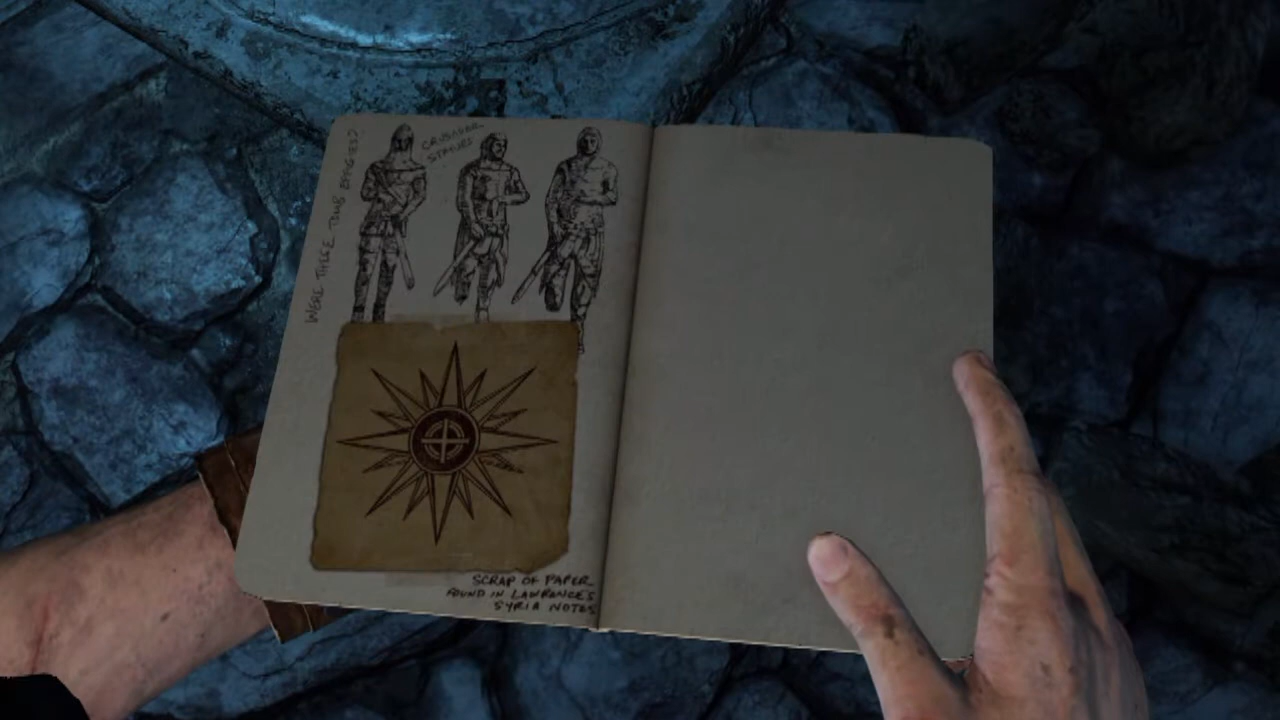 WERE THESE TOMB EFFIGIES?
CRUSADER
STATUES
SCRAP OF PAPER
FOUND IN LAWRENCE'S
SYRIA NOTES